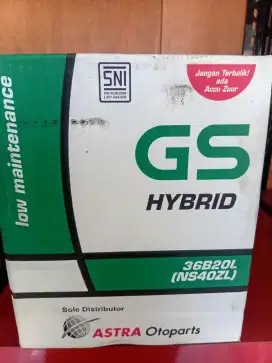 low maintenance
SNI
Jangan Terbalik!
ada
Accu Zuur
GS
HYBRID
36B20L
(NS40ZL)
Sole Distributor
ASTRA Otoparts